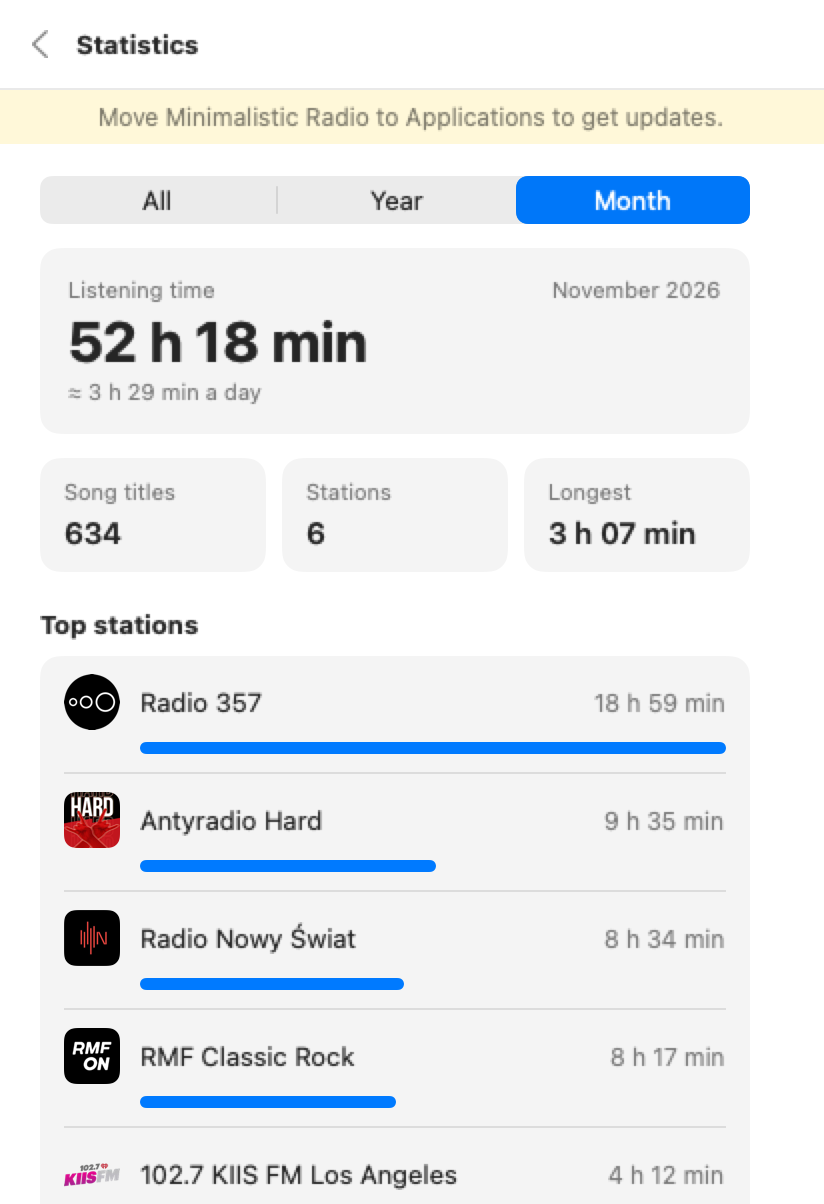 Statistics
Move Minimalistic Radio to Applications to get updates.
All Year Month
Listening time November 2026
52 h 18 min
≈ 3 h 29 min a day
Song titles Stations Longest
634 6 3 h 07 min
Top stations
Radio 357 18 h 59 min
HARD
Antyradio Hard 9 h 35 min
Radio Nowy Świat 8 h 34 min
RMF ON
RMF Classic Rock 8 h 17 min
102.7 KIIS FM
102.7 KIIS FM Los Angeles 4 h 12 min